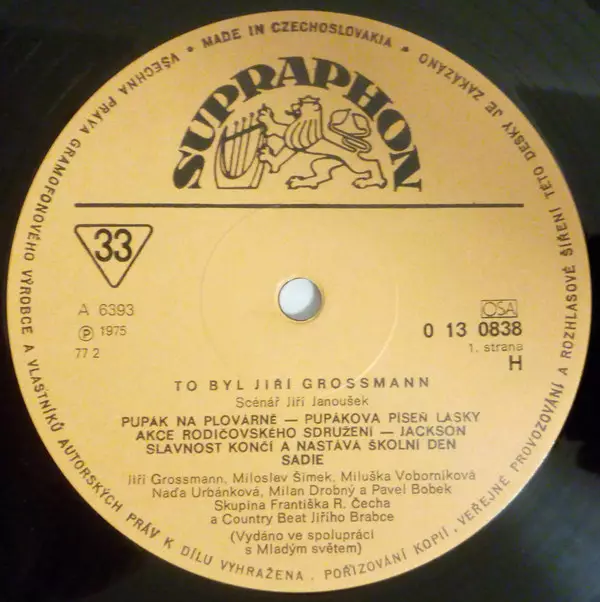 MADE IN CZECHOSLOVAKIA • VŠECHNA PRÁVA GRAMOFONOVÉHO VÝROBCE A VLASTNÍKŮ AUTORSKÝCH PRÁV K DÍLU VYHRAŽENA. POŘIZOVÁNÍ KOPIÍ, VEŘEJNÉ PROVOZOVÁNÍ A ROZHLASOVÉ ŠÍŘENÍ TÉTO DESKY JE ZAKÁZÁNO •
SUPRAPHON
33
A 6393
℗ 1975
77 2
OSA
0 13 0838
1. strana
H
TO BYL JIŘÍ GROSSMANN
Scénář Jiří Janoušek
PUPÁK NA PLOVÁRNĚ — PUPÁKOVA PÍSEŇ LÁSKY
AKCE RODIČOVSKÉHO SDRUŽENÍ — JACKSON
SLAVNOST KONČÍ A NASTÁVÁ ŠKOLNÍ DEN
SADIE
Jiří Grossmann, Miloslav Šimek, Miluška Voborníková
Naďa Urbánková, Milan Drobný a Pavel Bobek
Skupina Františka R. Čecha
a Country Beat Jiřího Brabce
(Vydáno ve spolupráci
s Mladým světem)